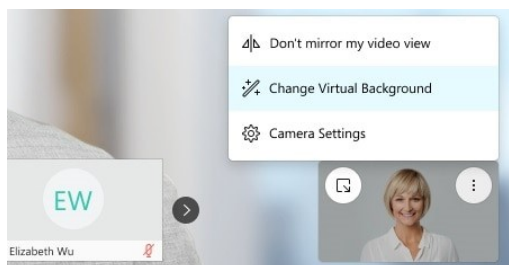 Don't mirror my video view
Change Virtual Background
Camera Settings
EW
Elizabeth Wu